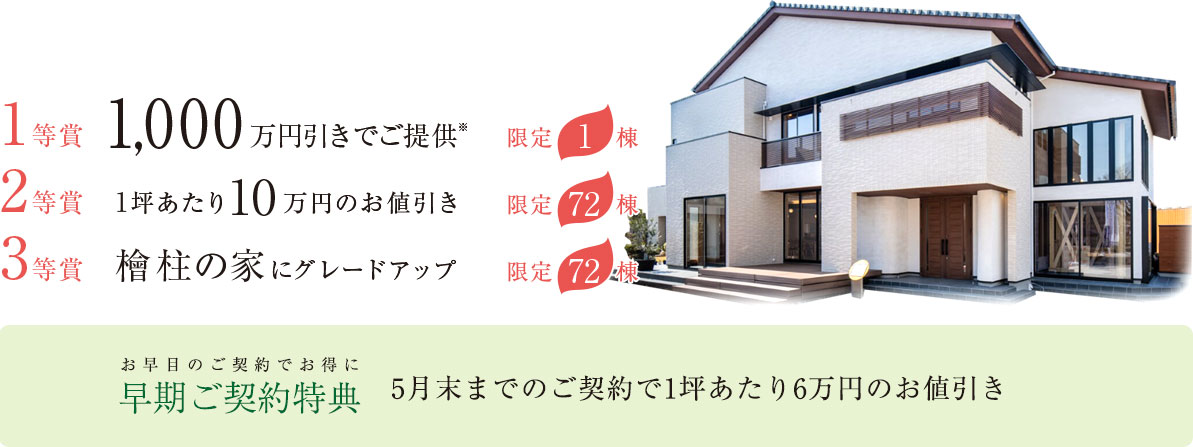 1等賞 1,000万円引きでご提供※ 限定1棟
2等賞 1坪あたり10万円のお値引き 限定72棟
3等賞 檜柱の家にグレードアップ 限定72棟
お早目のご契約でお得に
早期ご契約特典 5月末までのご契約で1坪あたり6万円のお値引き